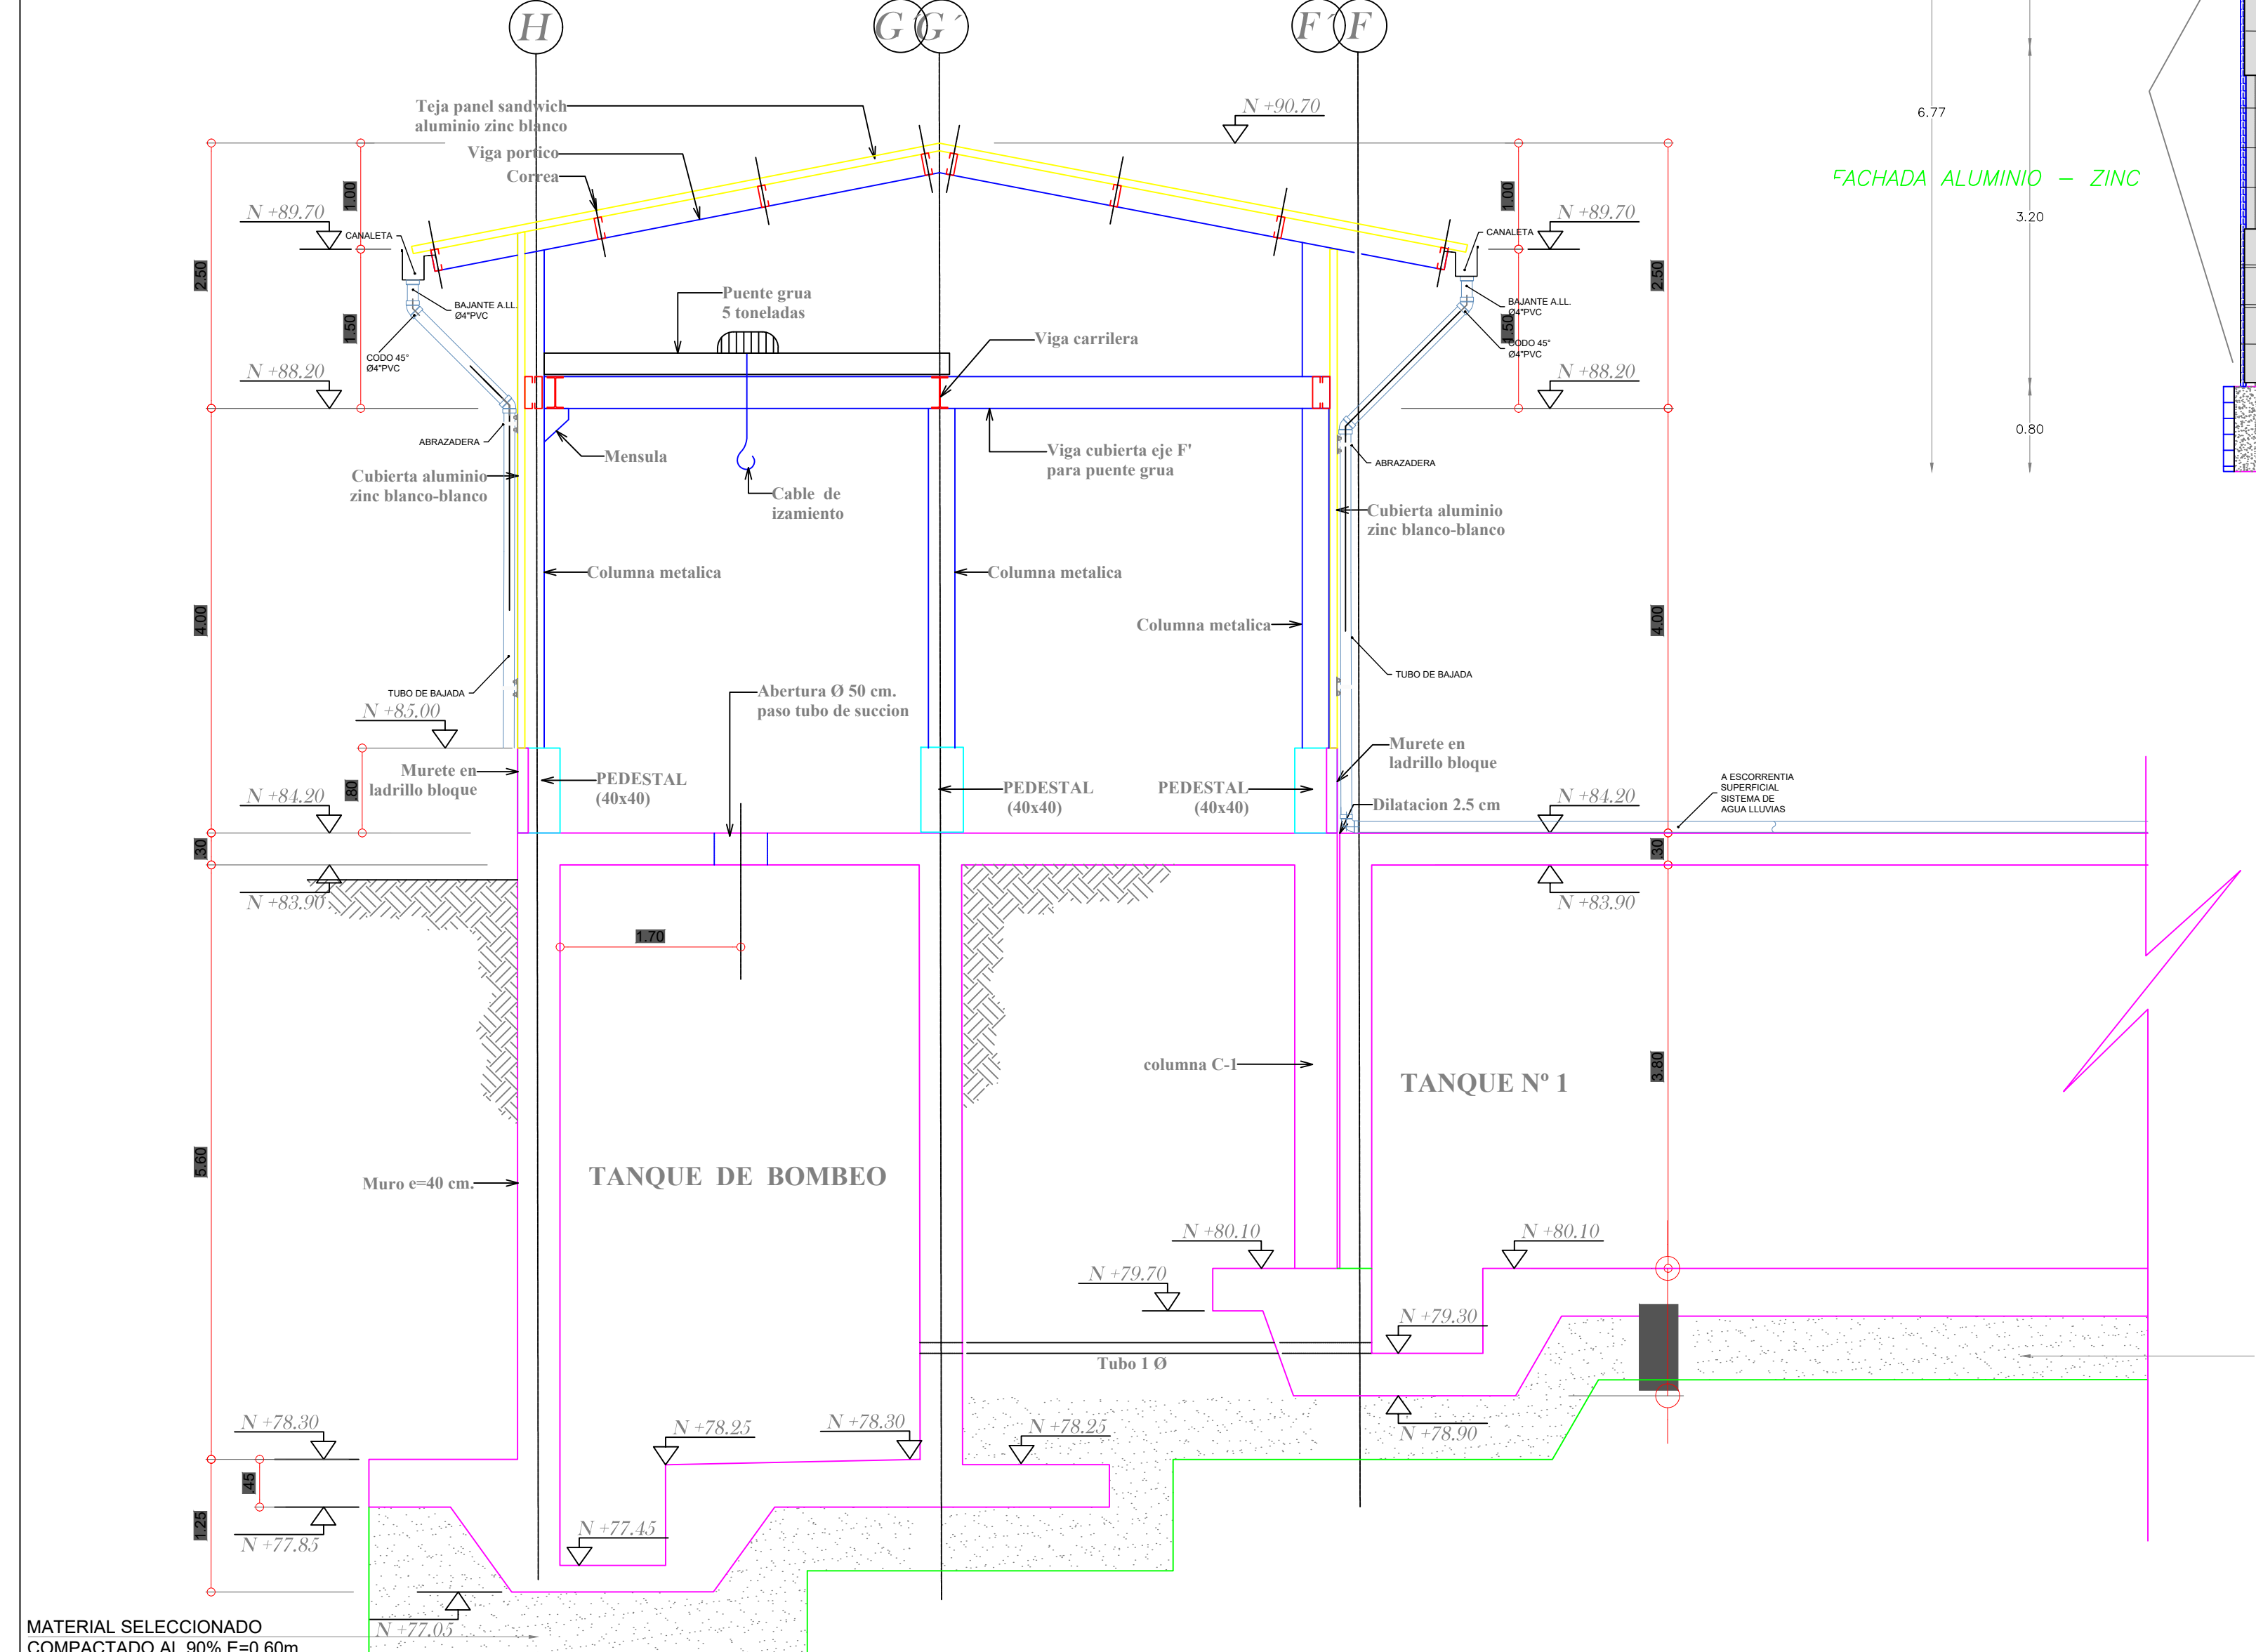 H
G
G´
F´
F
Teja panel sandwich
aluminio zinc blanco
Viga portico
Correa
N +90.70
6.77
FACHADA ALUMINIO - ZINC
3.20
0.80
1.00
1.00
N +89.70
N +89.70
CANALETA
CANALETA
2.50
2.50
1.50
1.50
BAJANTE A.LL.
Ø4"PVC
BAJANTE A.LL.
Ø4"PVC
Puente grua
5 toneladas
Viga carrilera
CODO 45°
Ø4"PVC
CODO 45°
Ø4"PVC
N +88.20
N +88.20
ABRAZADERA
ABRAZADERA
Mensula
Viga cubierta eje F'
para puente grua
Cubierta aluminio
zinc blanco-blanco
Cable de
izamiento
Cubierta aluminio
zinc blanco-blanco
Columna metalica
Columna metalica
Columna metalica
4.00
4.00
TUBO DE BAJADA
TUBO DE BAJADA
Abertura Ø 50 cm.
paso tubo de succion
N +85.00
Murete en
ladrillo bloque
Murete en
ladrillo bloque
PEDESTAL
(40x40)
PEDESTAL
(40x40)
PEDESTAL
(40x40)
A ESCORRENTIA
SUPERFICIAL
SISTEMA DE
AGUA LLUVIAS
.80
N +84.20
Dilatacion 2.5 cm
N +84.20
.30
.30
N +83.90
N +83.90
1.70
columna C-1
TANQUE Nº 1
3.80
5.60
Muro e=40 cm.
TANQUE DE BOMBEO
N +80.10
N +80.10
N +79.70
N +79.30
Tubo 1 Ø
N +78.30
N +78.25
N +78.30
N +78.25
N +78.90
.45
1.25
N +77.85
N +77.45
N +77.05
MATERIAL SELECCIONADO
COMPACTADO AL 90% E=0.60m